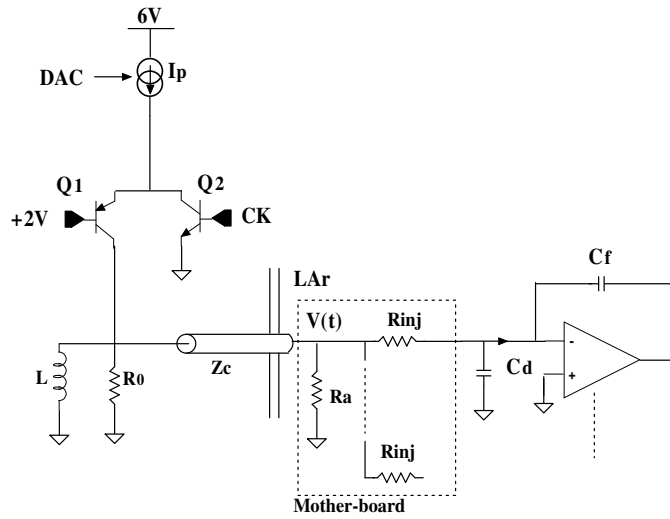 6V
DAC
Ip
Q1
Q2
+2V
CK
LAr
Cf
V(t)
Rinj
L
R0
Zc
Ra
Cd
-
+
Rinj
Mother-board